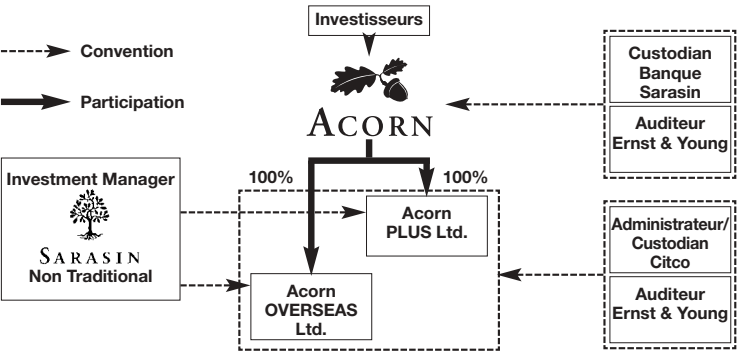 Investisseurs
Convention
Participation
ACORN
Custodian
Banque
Sarasin
Auditeur
Ernst & Young
100%
100%
Investment Manager
SARASIN
Non Traditional
Acorn
PLUS Ltd.
Acorn
OVERSEAS
Ltd.
Administrateur/
Custodian
Citco
Auditeur
Ernst & Young